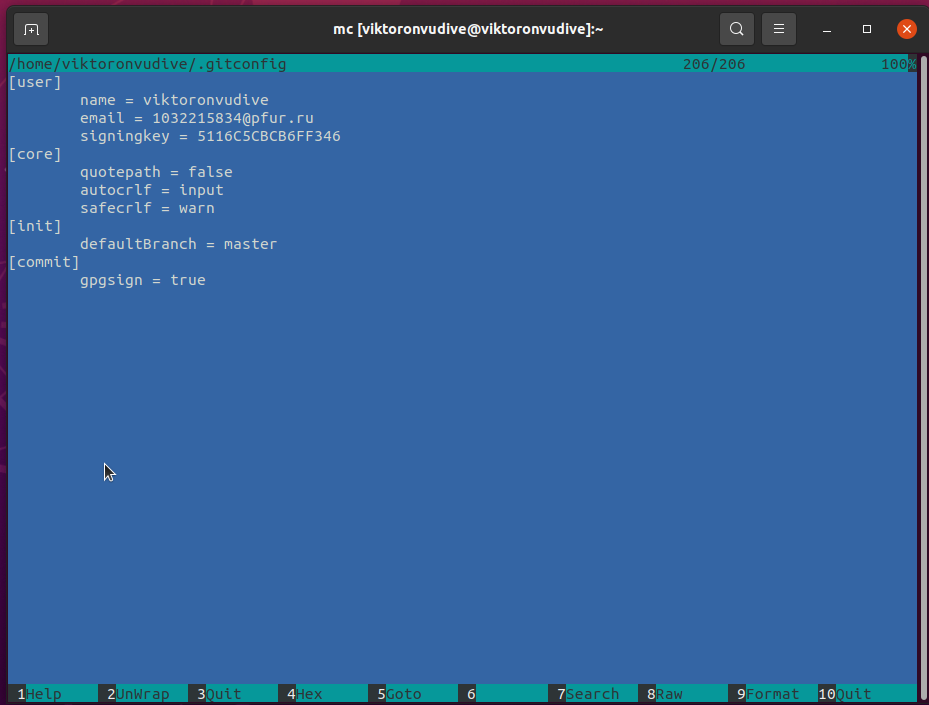 mc [viktoronvudive@viktoronvudive]:~
/home/viktoronvudive/.gitconfig 206/206 100%
[user]
name = viktoronvudive
email = 1032215834@pfur.ru
signingkey = 5116C5CBCB6FF346
[core]
quotepath = false
autocrlf = input
safecrlf = warn
[init]
defaultBranch = master
[commit]
gpgsign = true
1Help 2UnWrap 3Quit 4Hex 5Goto 6 7Search 8Raw 9Format 10Quit